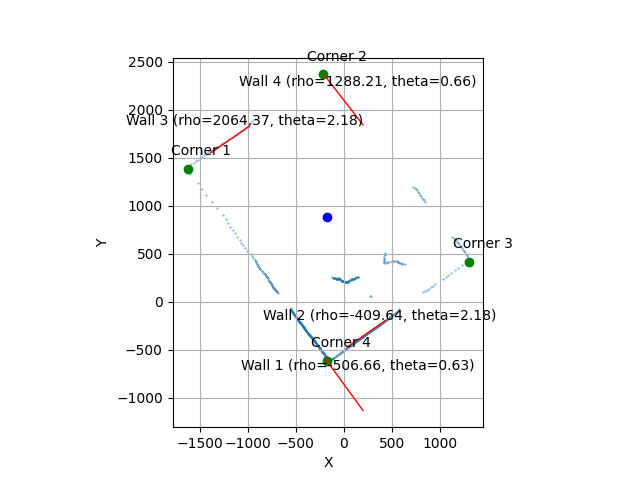 Corner 2
2500
Wall 4 (rho=1288.21, theta=0.66)
2000
Wall 3 (rho=2064.37, theta=2.18)
1500
Corner 1
1000
500
Corner 3
0
Wall 2 (rho=-409.64, theta=2.18)
Corner 4
−500
Wall 1 (rho=-506.66, theta=0.63)
−1000
−1500 −1000 −500 0 500 1000
X
Y